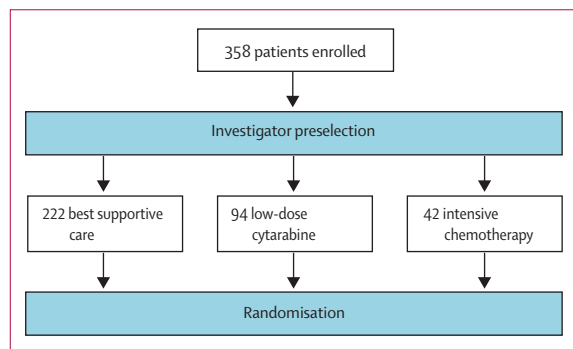 358 patients enrolled
Investigator preselection
222 best supportive
care
94 low-dose
cytarabine
42 intensive
chemotherapy
Randomisation